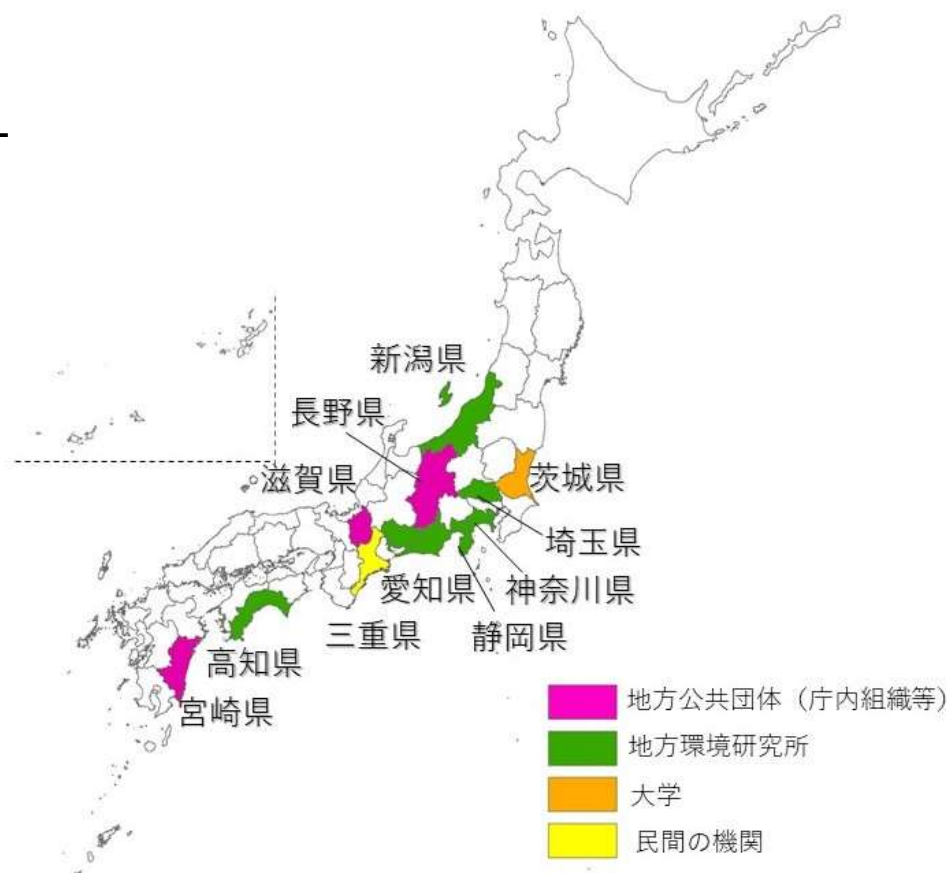 新潟県
長野県
滋賀県
茨城県
埼玉県
愛知県
神奈川県
三重県
静岡県
高知県
宮崎県
地方公共団体（庁内組織等）
地方環境研究所
大学
民間の機関